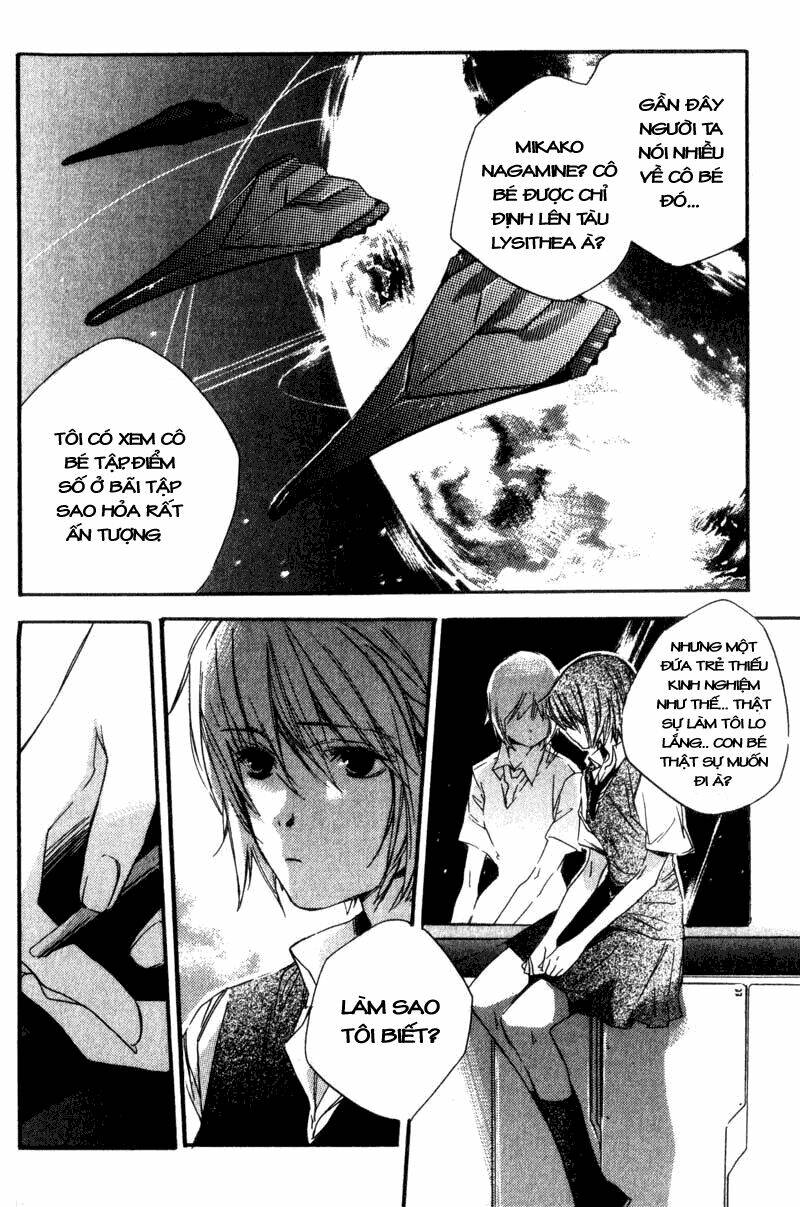 GẦN ĐÂY
NGƯỜI TA
NÓI NHIỀU
VỀ CÔ BÉ
ĐÓ...
MIKAKO
NAGAMINE? CÔ
BÉ ĐƯỢC CHỈ
ĐỊNH LÊN TÀU
LYSITHEA À?
TÔI CÓ XEM CÔ
BÉ TẬP.ĐIỂM
SỐ Ở BÃI TẬP
SAO HỎA RẤT
ẤN TƯỢNG
NHƯNG MỘT
ĐỨA TRẺ THIẾU
KINH NGHIỆM
NHƯ THẾ... THẬT
SỰ LÀM TÔI LO
LẮNG.. CON BÉ
THẬT SỰ MUỐN
ĐI À?
LÀM SAO
TÔI BIẾT?